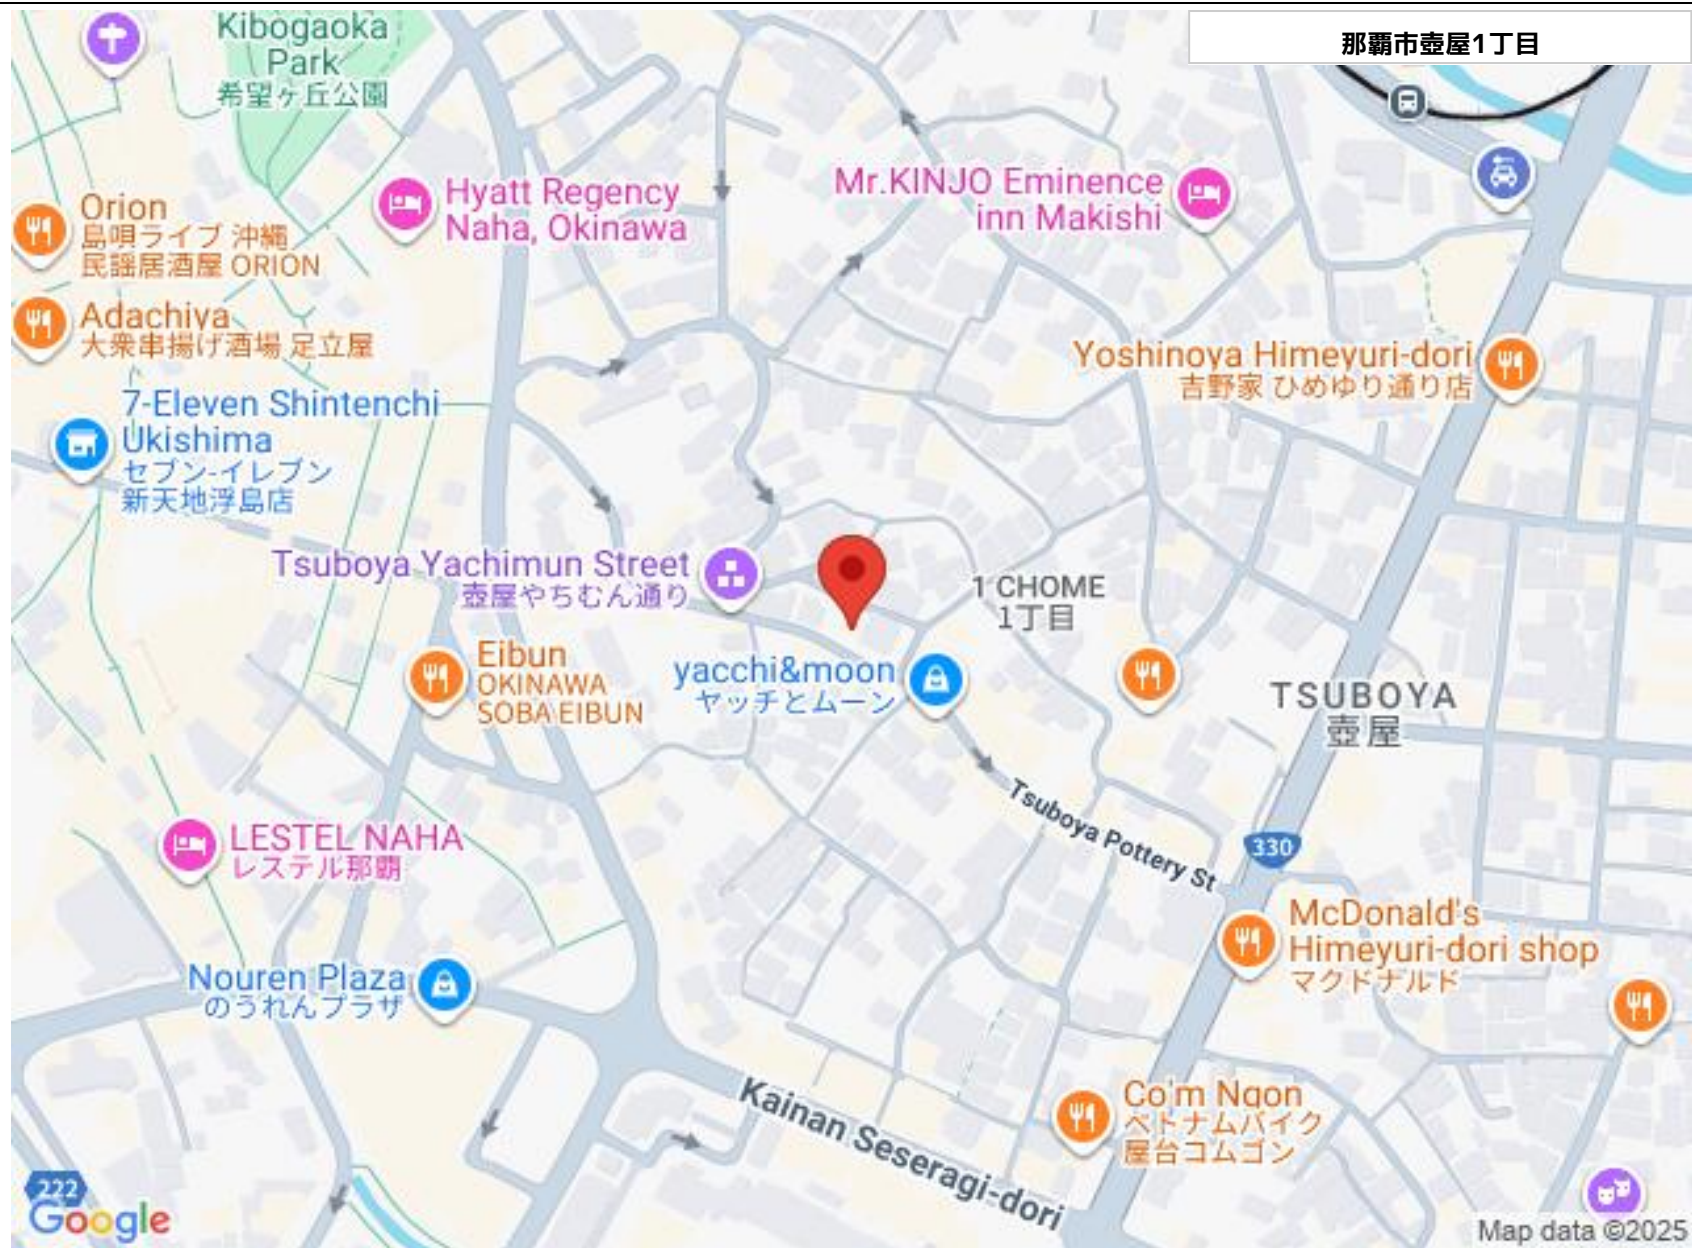 那覇市壺屋1丁目
Kibogaoka
Park
希望ヶ丘公園
Orion
島唄ライブ 沖縄
民謡居酒屋 ORION
Hyatt Regency
Naha, Okinawa
Mr.KINJO Eminence
inn Makishi
Adachiya
大衆串揚げ酒場 足立屋
Yoshinoya Himeyuri-dori
吉野家 ひめゆり通り店
7-Eleven Shintenchi
Ukishima
セブン-イレブン
新天地浮島店
Tsuboya Yachimun Street
壺屋やちむん通り
1 CHOME
1丁目
Eibun
OKINAWA
SOBA EIBUN
yacchi&moon
ヤッチとムーン
TSUBOYA
壺屋
Tsuboya Pottery St
330
LESTEL NAHA
レステル那覇
McDonald's
Himeyuri-dori shop
マクドナルド
Nouren Plaza
のうれんプラザ
Kainan Seseragi-dori
Co'm Ngon
ベトナムバイク
屋台コムゴン
222
Google
Map data ©2025